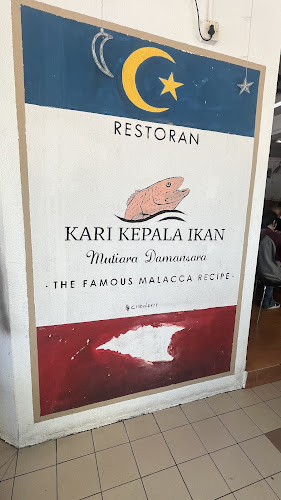 RESTORAN
KARI KEPALA IKAN
Mutiara Damansara
- THE FAMOUS MALACCA RECIPE -